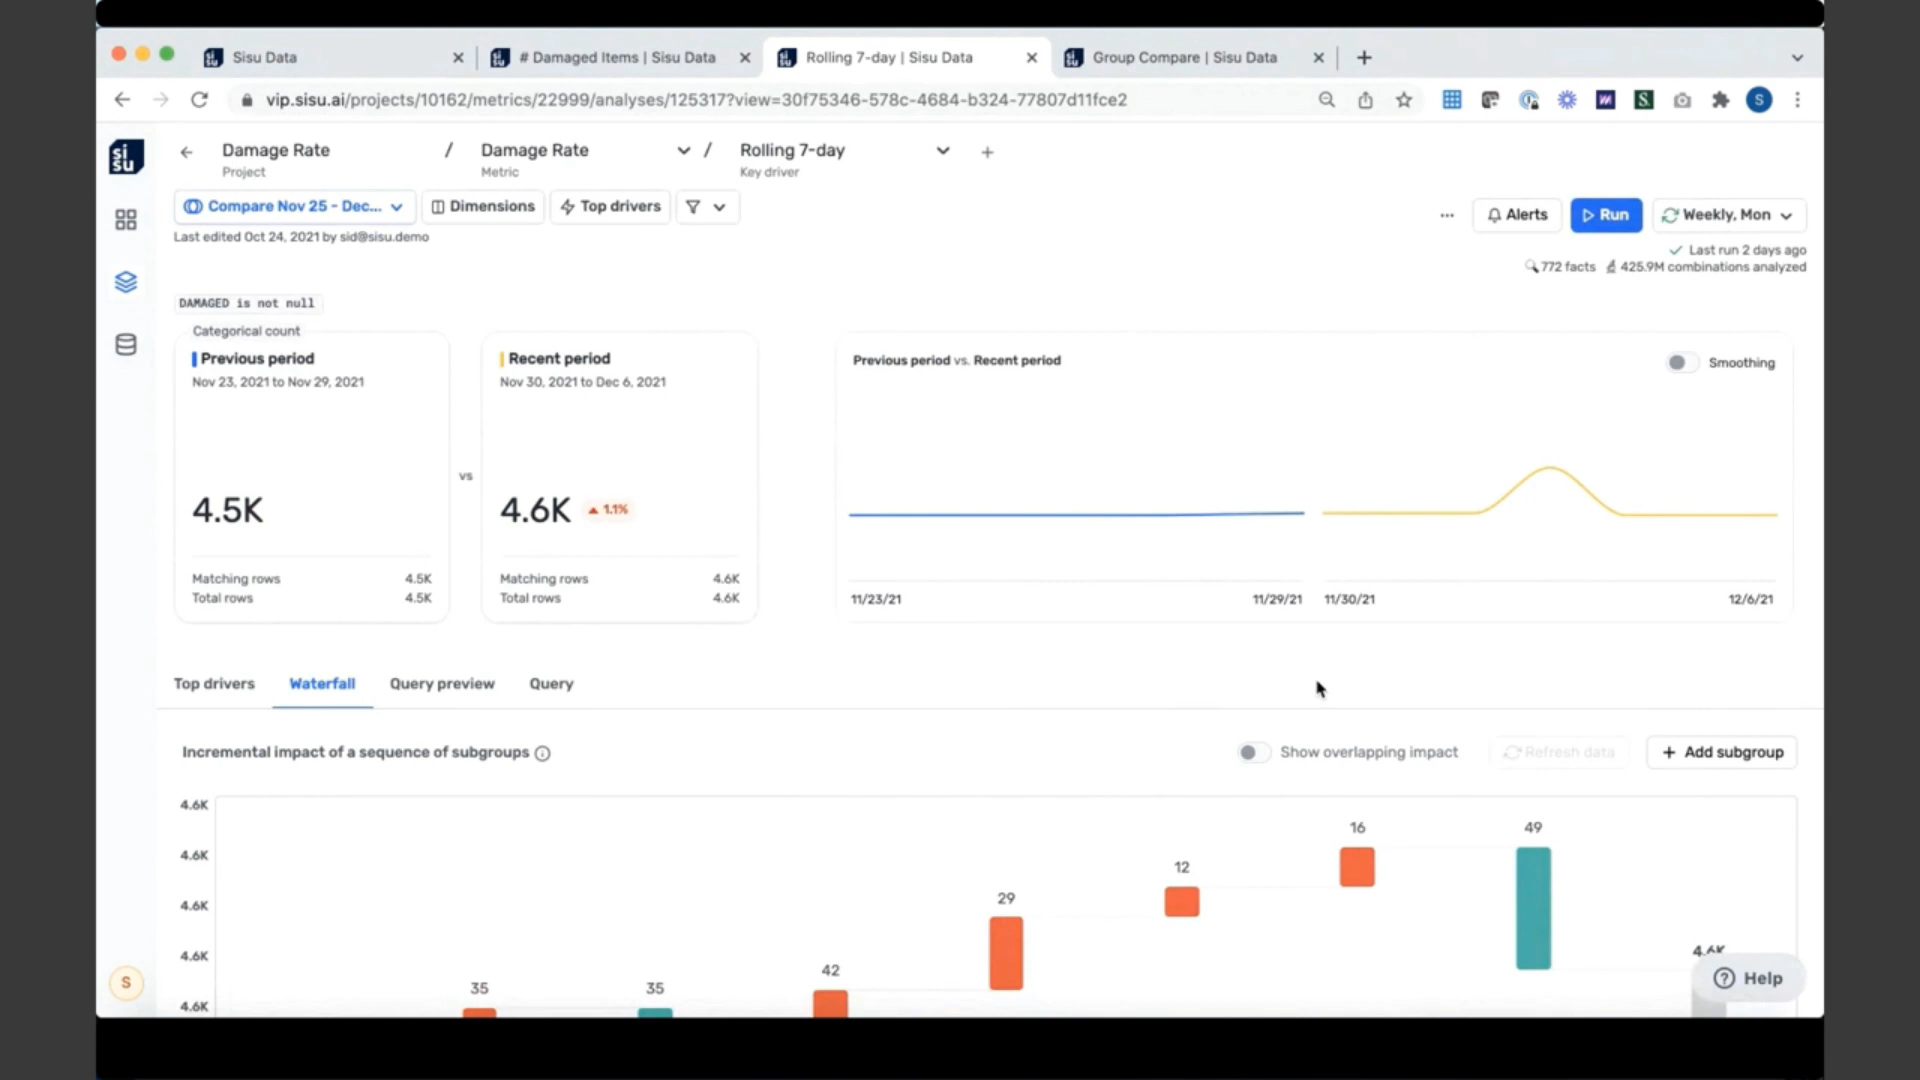 Sisu Data
# Damaged Items | Sisu Data
Rolling 7-day | Sisu Data
Group Compare | Sisu Data
vip.sisu.ai/projects/10162/metrics/22999/analyses/125317?view=30f75346-578c-4684-b324-77807d11fce2
S
si
su
Damage Rate / Damage Rate / Rolling 7-day
Project Metric Key driver
Compare Nov 25 - Dec... Dimensions Top drivers
Alerts Run Weekly, Mon
Last edited Oct 24, 2021 by sid@sisu.demo
Last run 2 days ago
772 facts 425.9M combinations analyzed
DAMAGED is not null
Categorical count
Previous period
Nov 23, 2021 to Nov 29, 2021
4.5K
Matching rows 4.5K
Total rows 4.5K
vs
Recent period
Nov 30, 2021 to Dec 6, 2021
4.6K 1.1%
Matching rows 4.6K
Total rows 4.6K
Previous period vs. Recent period
Smoothing
11/23/21 11/29/21 11/30/21 12/6/21
Top drivers Waterfall Query preview Query
Incremental impact of a sequence of subgroups
Show overlapping impact Refresh data + Add subgroup
4.6K
4.6K
4.6K
4.6K
4.6K
35
35
42
29
12
16
49
4.6K
S
Help